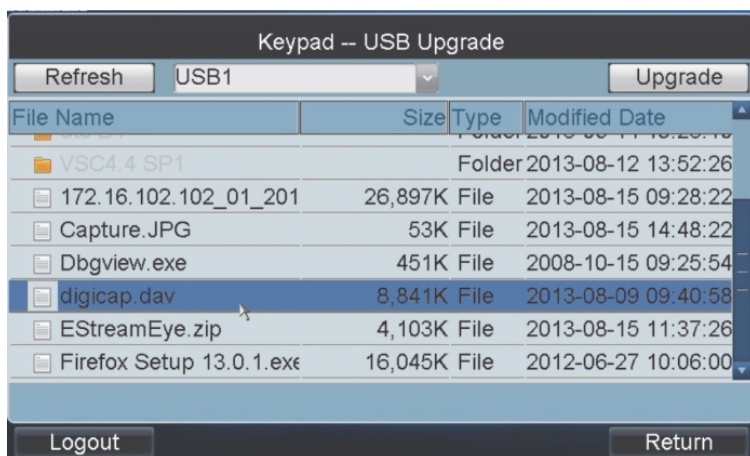 Keypad -- USB Upgrade
Refresh USB1 Upgrade
File Name Size Type Modified Date
VSC4.4 SP1 Folder 2013-08-12 13:52:26
172.16.102.102_01_201 26,897K File 2013-08-15 09:28:22
Capture.JPG 53K File 2013-08-15 14:48:22
Dbgview.exe 451K File 2008-10-15 09:25:54
digicap.dav 8,841K File 2013-08-09 09:40:58
EStreamEye.zip 4,103K File 2013-08-15 11:37:26
Firefox Setup 13.0.1.exe 16,045K File 2012-06-27 10:06:00
Logout Return